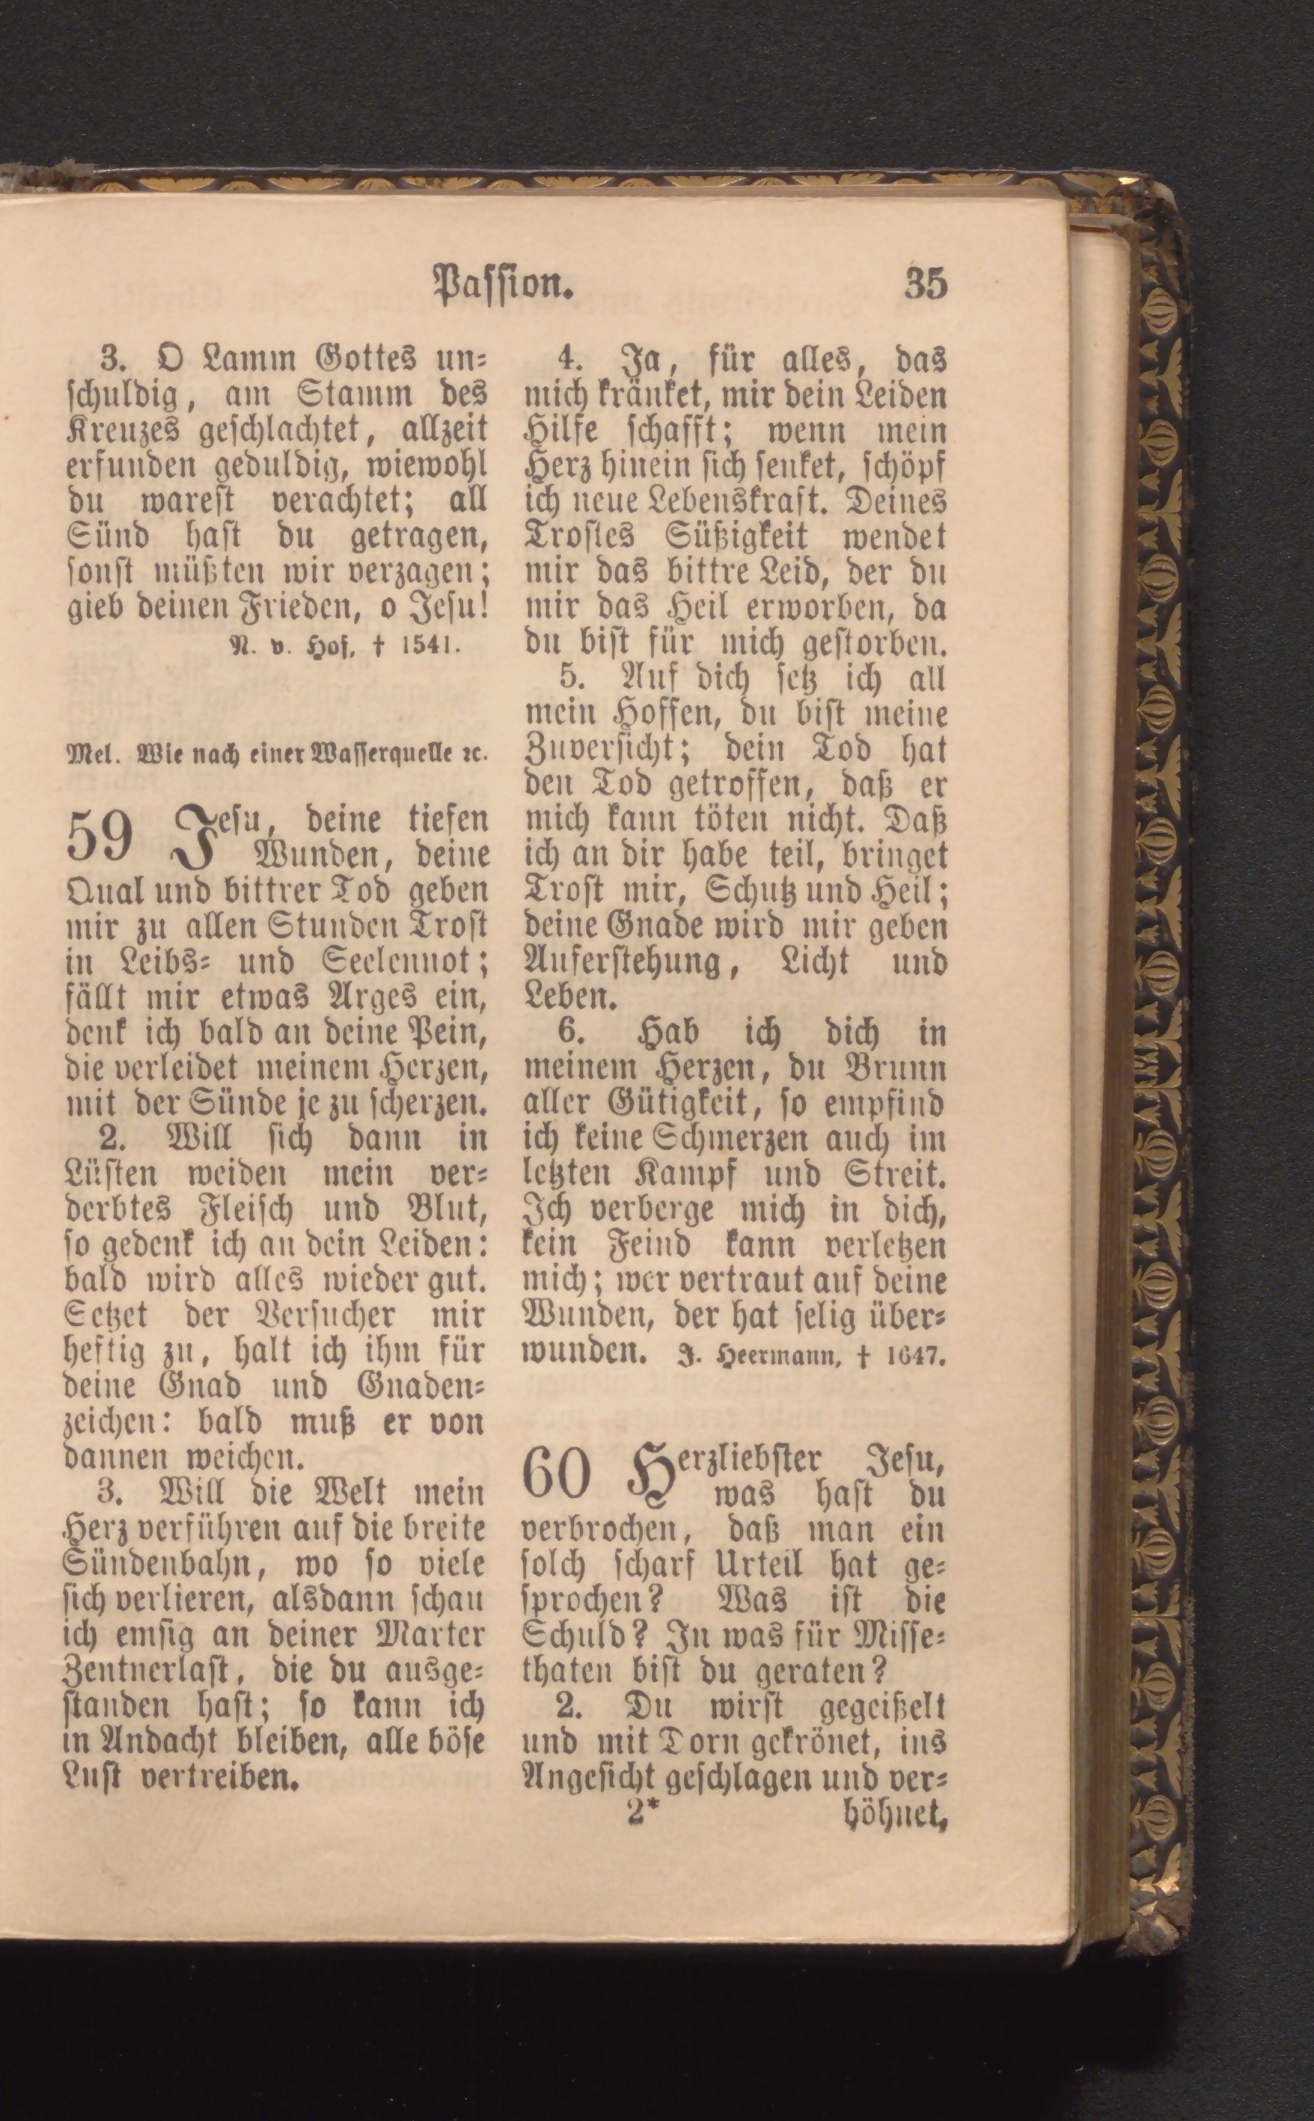 Passion. 35
3. O Lamm Gottes un-
schuldig, am Stamm des
Kreuzes geschlachtet, allzeit
erfunden geduldig, wiewohl
du warest verachtet; all
Sünd hast du getragen,
sonst müßten wir verzagen;
gieb deinen Frieden, o Jesu!
N. v. Hof, † 1541.
Mel. Wie nach einer Wasserquelle ꝛc.
59 Jesu, deine tiefen
Wunden, deine
Qual und bittrer Tod geben
mir zu allen Stunden Trost
in Leibs- und Seelennot;
fällt mir etwas Arges ein,
denk ich bald an deine Pein,
die verleidet meinem Herzen,
mit der Sünde je zu scherzen.
2. Will sich dann in
Lüsten weiden mein ver-
derbtes Fleisch und Blut,
so gedenk ich an dein Leiden:
bald wird alles wieder gut.
Setzet der Versucher mir
heftig zu, halt ich ihm für
deine Gnad und Gnaden-
zeichen: bald muß er von
dannen weichen.
3. Will die Welt mein
Herz verführen auf die breite
Sündenbahn, wo so viele
sich verlieren, alsdann schau
ich emsig an deiner Marter
Zentnerlast, die du ausge-
standen hast; so kann ich
in Andacht bleiben, alle böse
Lust vertreiben.
4. Ja, für alles, das
mich kränket, mir dein Leiden
Hilfe schafft; wenn mein
Herz hinein sich senket, schöpf
ich neue Lebenskraft. Deines
Trostes Süßigkeit wendet
mir das bittre Leid, der du
mir das Heil erworben, da
du bist für mich gestorben.
5. Auf dich setz ich all
mein Hoffen, du bist meine
Zuversicht; dein Tod hat
den Tod getroffen, daß er
mich kann töten nicht. Daß
ich an dir habe teil, bringet
Trost mir, Schutz und Heil;
deine Gnade wird mir geben
Auferstehung, Licht und
Leben.
6. Hab ich dich in
meinem Herzen, du Brunn
aller Gütigkeit, so empfind
ich keine Schmerzen auch im
letzten Kampf und Streit.
Ich verberge mich in dich,
kein Feind kann verletzen
mich; wer vertraut auf deine
Wunden, der hat selig über-
wunden. J. Heermann, † 1647.
60 Herzliebster Jesu,
was hast du
verbrochen, daß man ein
solch scharf Urteil hat ge-
sprochen? Was ist die
Schuld? In was für Misse-
thaten bist du geraten?
2. Du wirst gegeißelt
und mit Dorn gekrönet, ins
Angesicht geschlagen und ver-
2* höhnet,